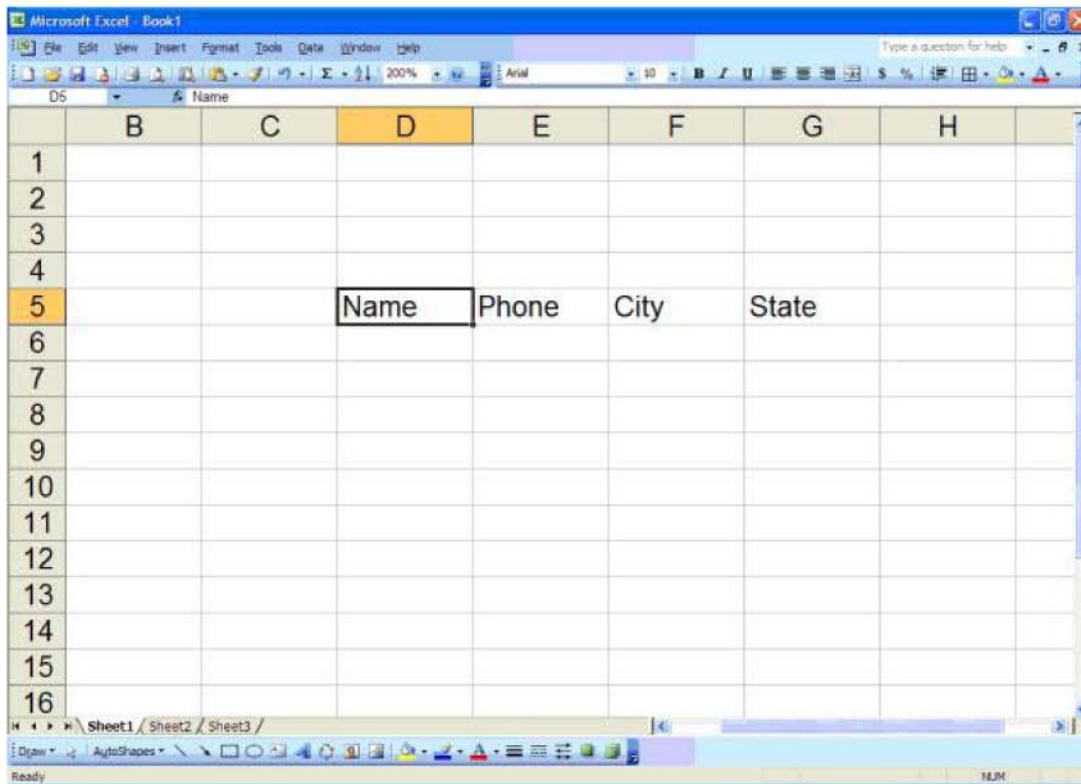 Microsoft Excel - Book1
File Edit View Insert Format Tools Data Window Help Type a question for help
Σ 200% Arial 10 B I U $ %
D5 fx Name
B C D E F G H
1
2
3
4
5 Name Phone City State
6
7
8
9
10
11
12
13
14
15
16
Sheet1 / Sheet2 / Sheet3 /
Draw AutoShapes A
Ready NUM